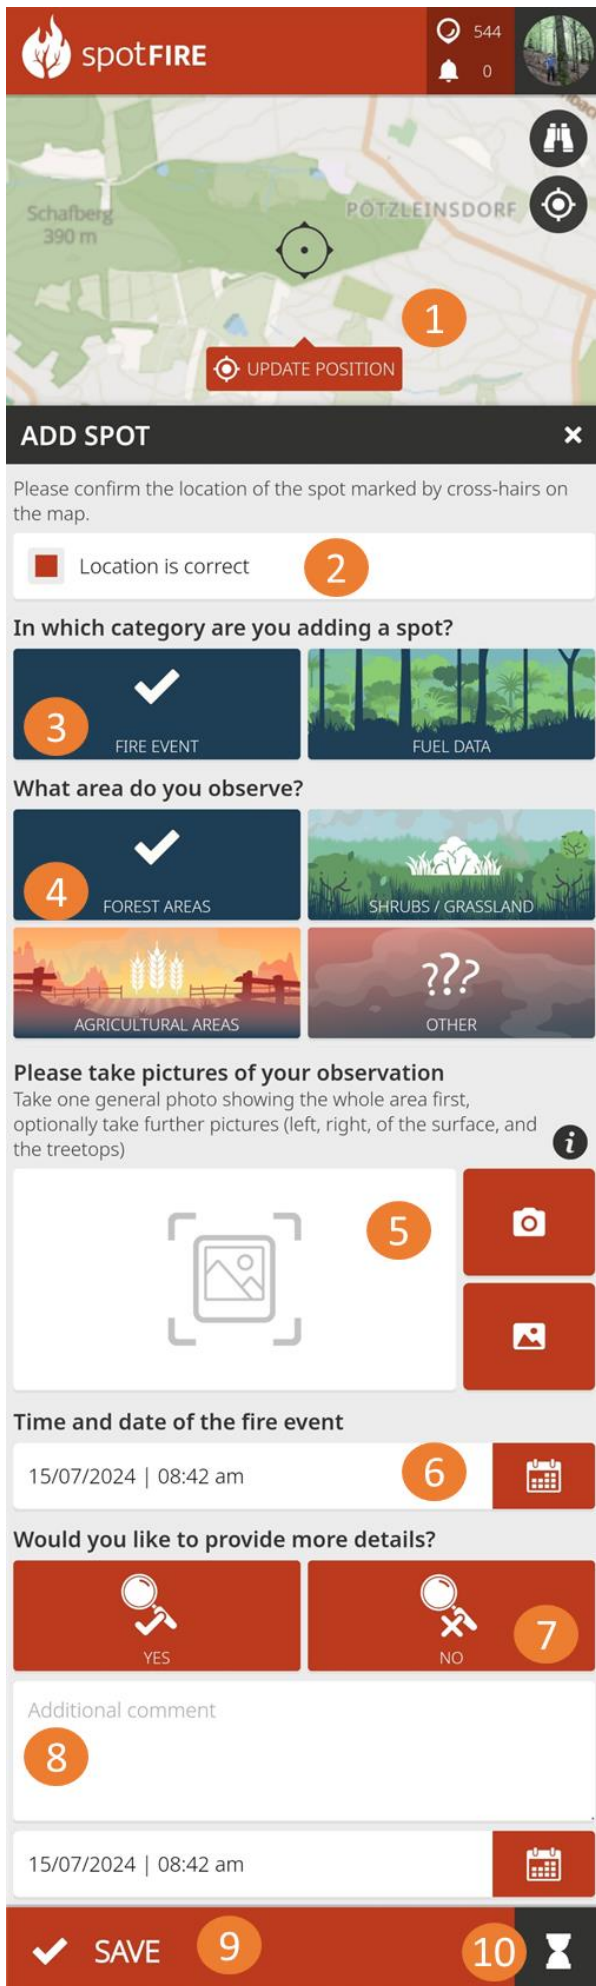 spotFIRE
544
0
Schafberg
390 m
PÖTZLEINSDORF
1
UPDATE POSITION
ADD SPOT
Please confirm the location of the spot marked by cross-hairs on
the map.
Location is correct
2
In which category are you adding a spot?
3
FIRE EVENT
FUEL DATA
What area do you observe?
4
FOREST AREAS
SHRUBS / GRASSLAND
AGRICULTURAL AREAS
???
OTHER
Please take pictures of your observation
Take one general photo showing the whole area first,
optionally take further pictures (left, right, of the surface, and
the treetops)
i
5
Time and date of the fire event
15/07/2024 | 08:42 am
6
Would you like to provide more details?
YES
NO
7
Additional comment
8
15/07/2024 | 08:42 am
SAVE
9
10